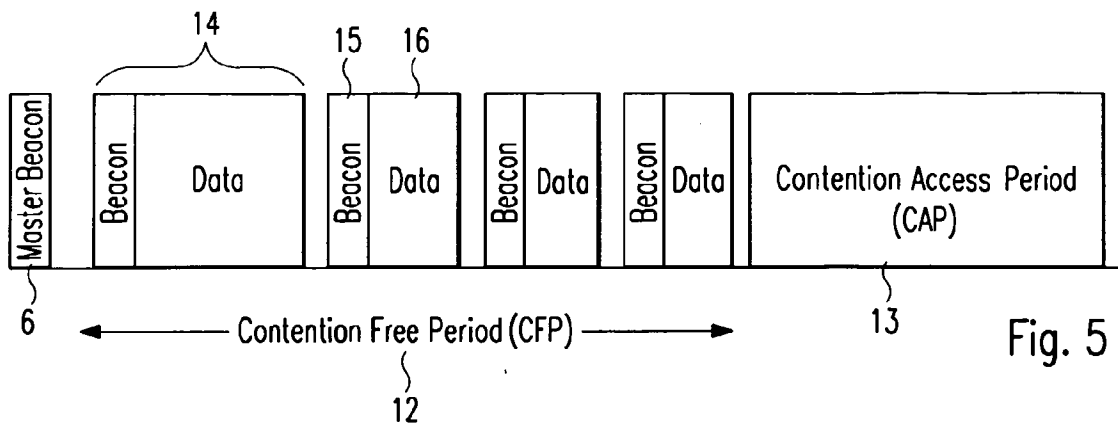 14
15
16
Master Beacon
Beacon
Data
Beacon
Data
Beacon
Data
Beacon
Data
Contention Access Period
(CAP)
6
Contention Free Period (CFP)
12
13
Fig. 5